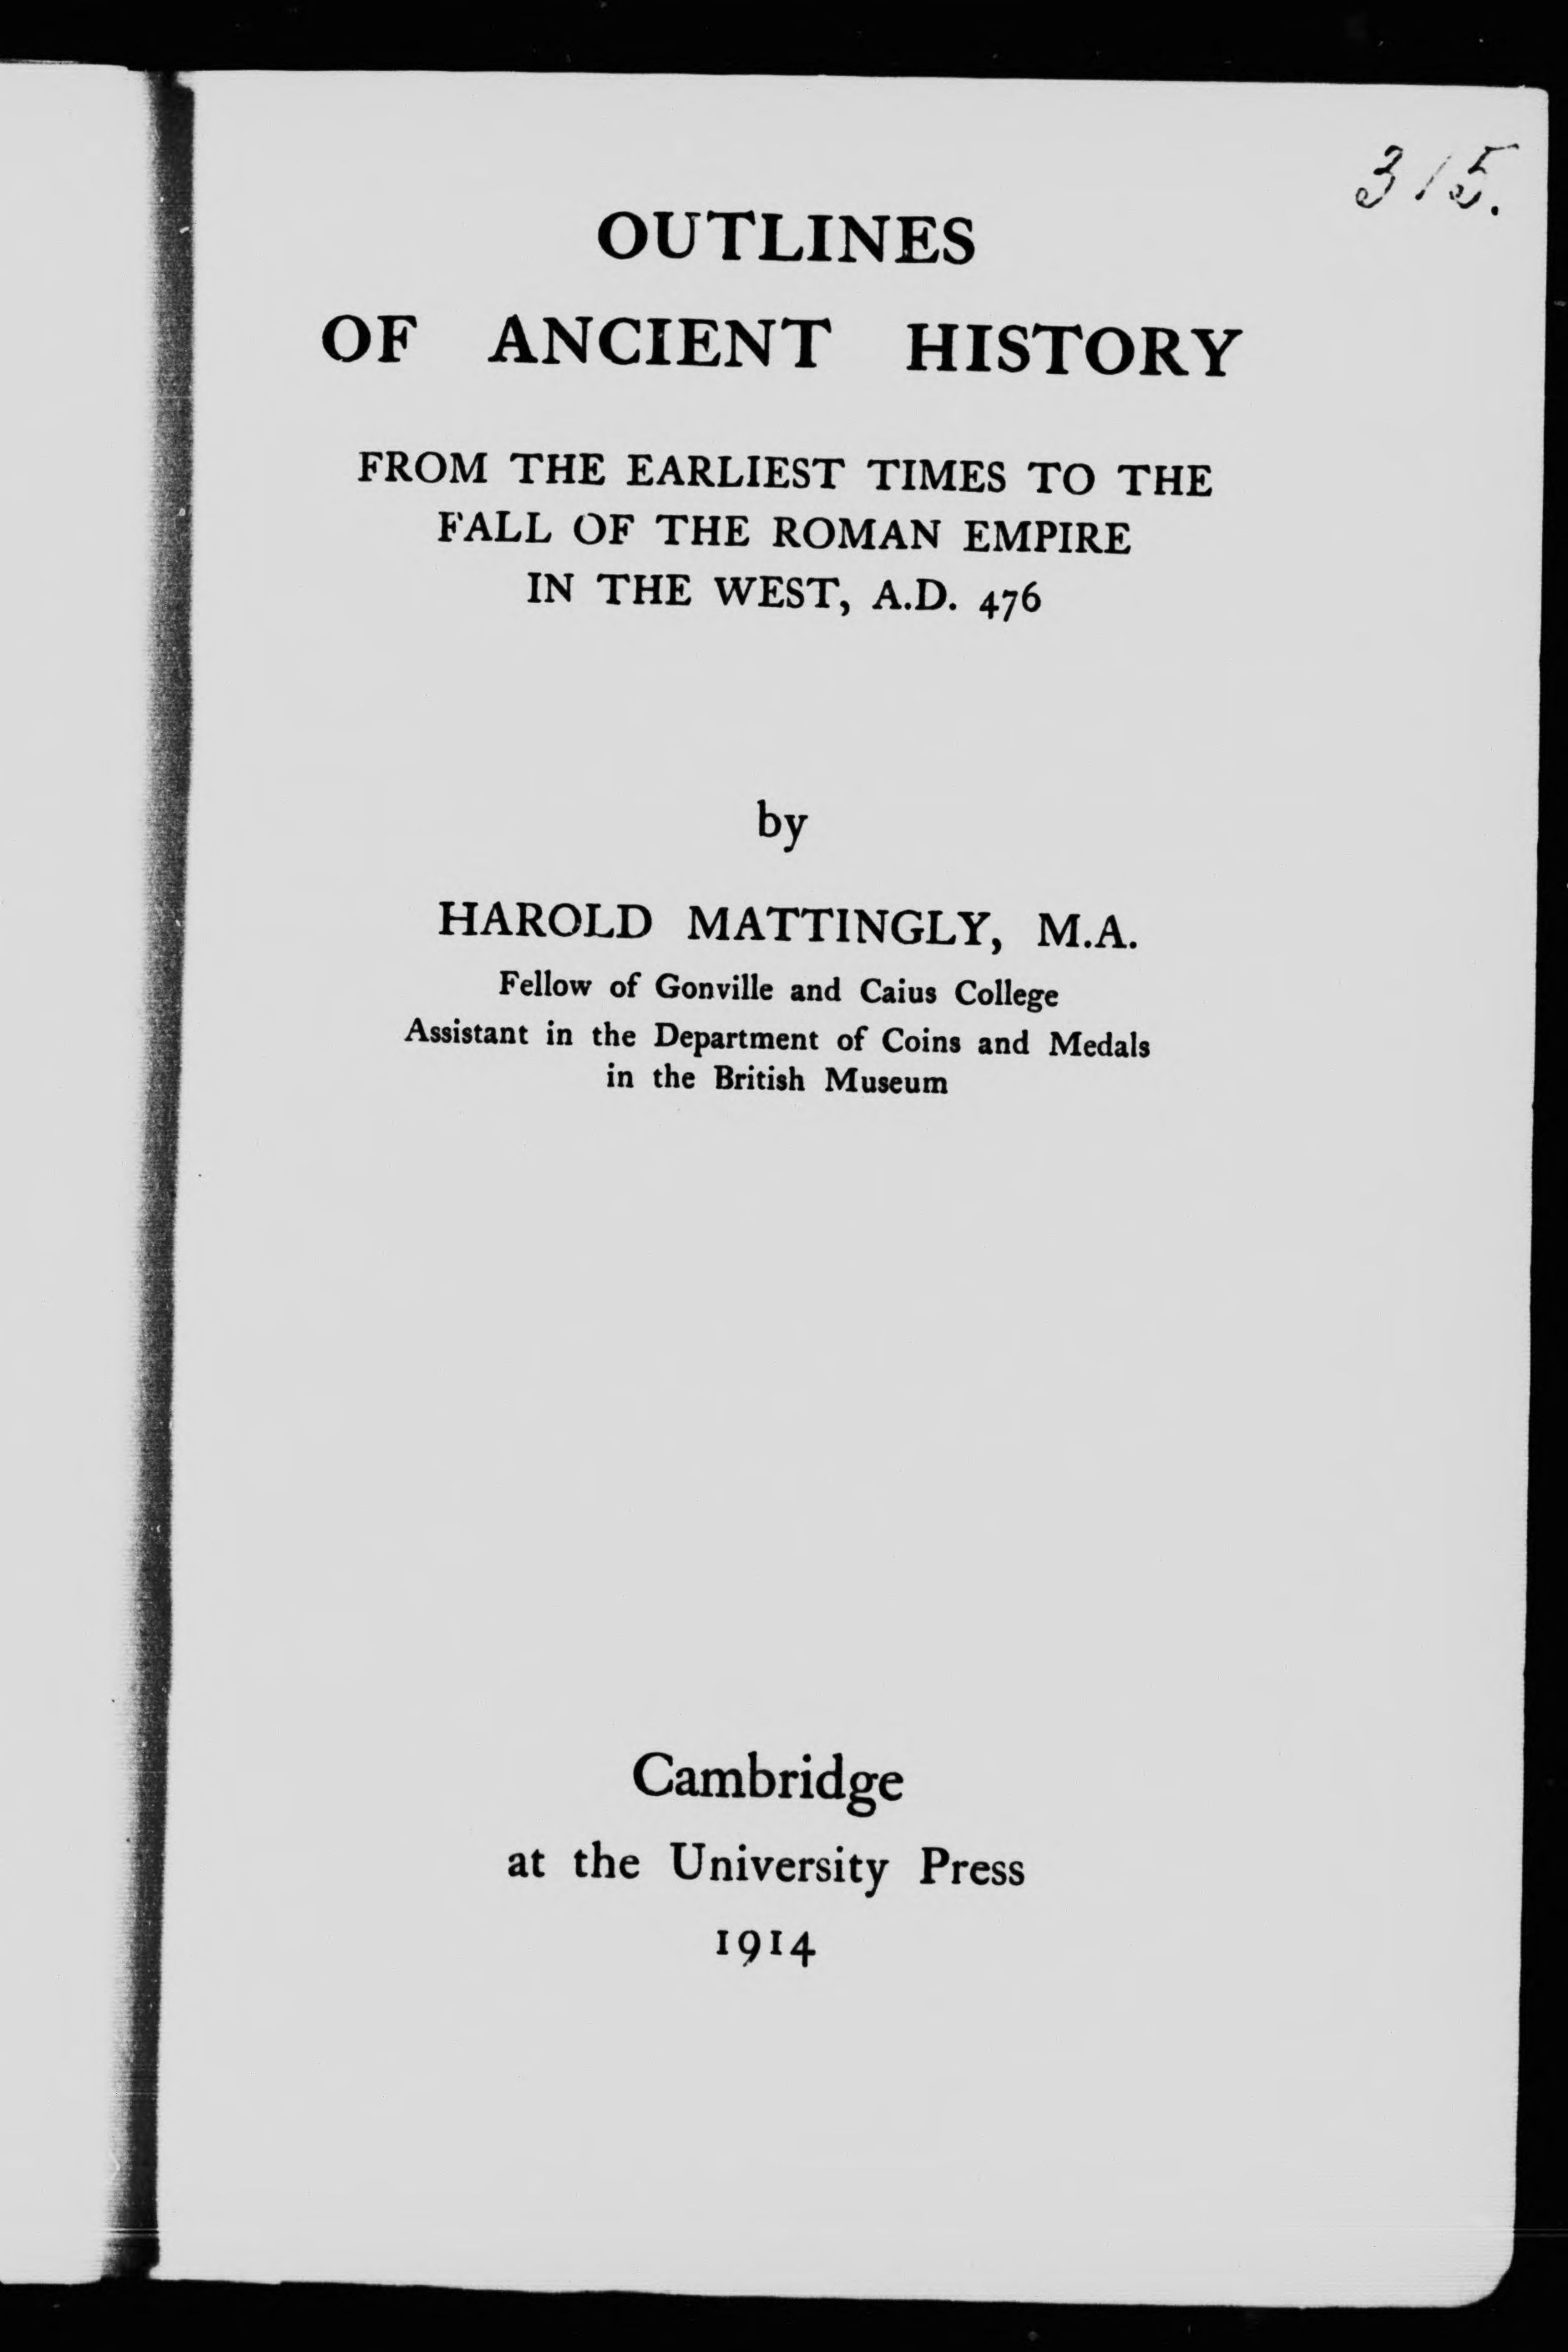 315.
OUTLINES
OF ANCIENT HISTORY
FROM THE EARLIEST TIMES TO THE
FALL OF THE ROMAN EMPIRE
IN THE WEST, A.D. 476
by
HAROLD MATTINGLY, M.A.
Fellow of Gonville and Caius College
Assistant in the Department of Coins and Medals
in the British Museum
Cambridge
at the University Press
1914